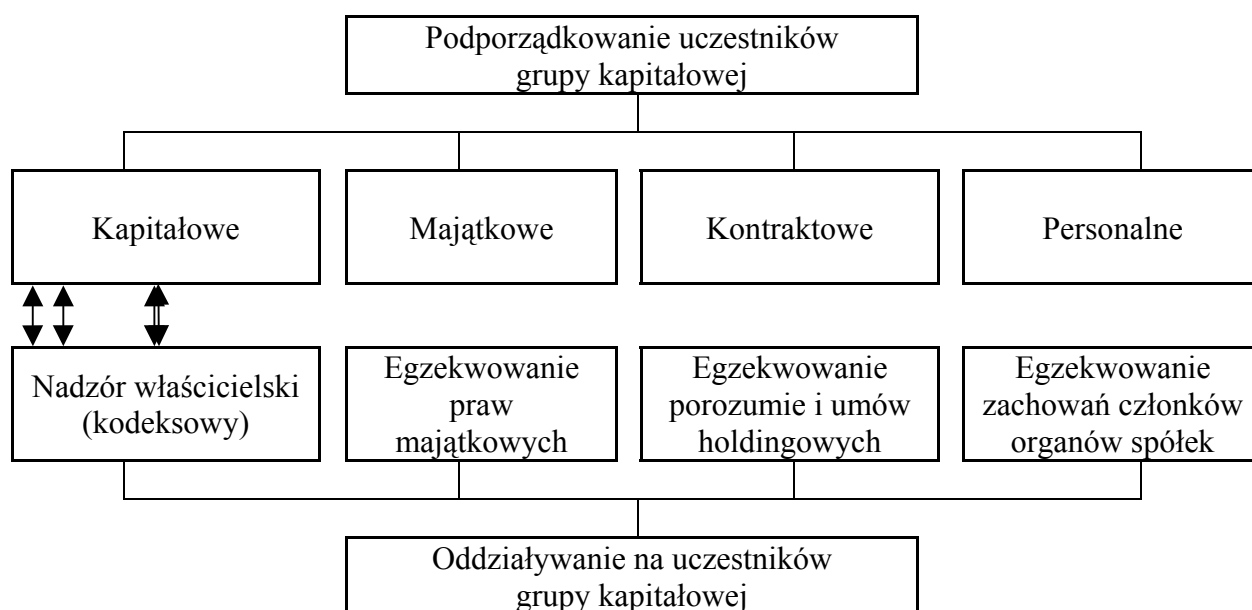 Podporządkowanie uczestników
grupy kapitałowej
Kapitałowe
Majątkowe
Kontraktowe
Personalne
Nadzór właścicielski
(kodeksowy)
Egzekwowanie
praw
majątkowych
Egzekwowanie
porozumie i umów
holdingowych
Egzekwowanie
zachowań członków
organów spółek
Oddziaływanie na uczestników
grupy kapitałowej